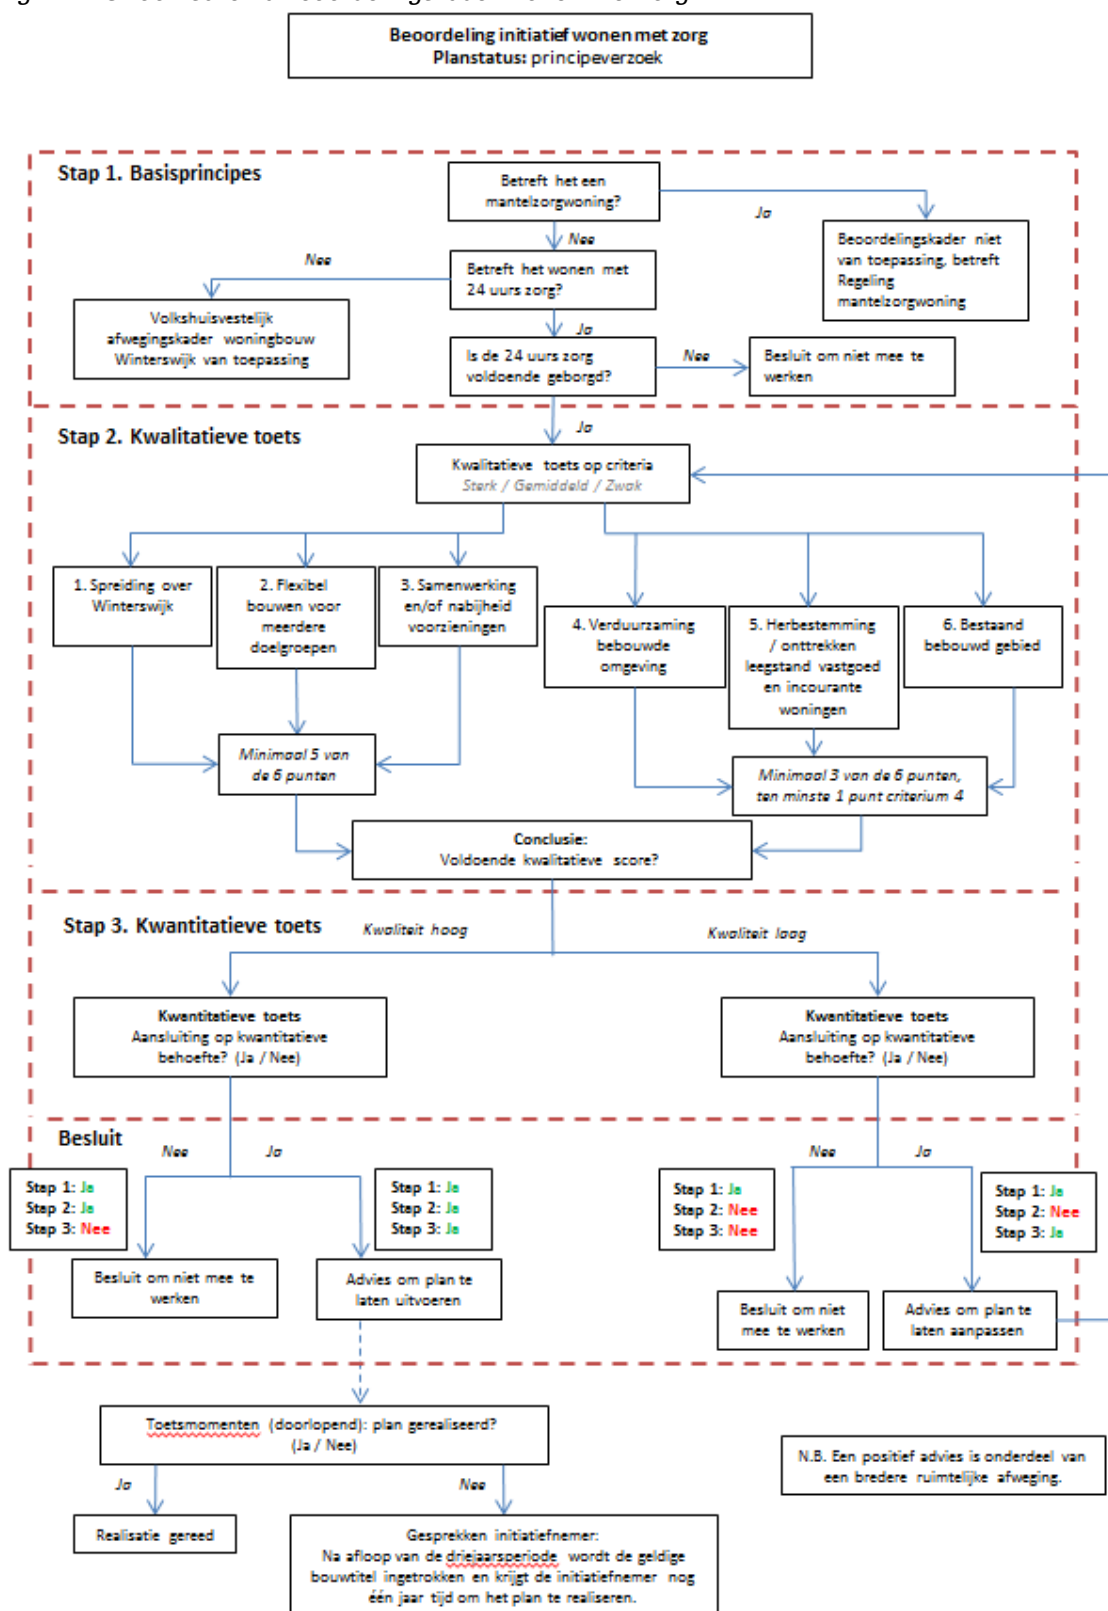 Beoordeling initiatief wonen met zorg
Planstatus: principeverzoek
Stap 1. Basisprincipes
Betreft het een
mantelzorgwoning?
Ja
Nee
Beoordelingskader niet
van toepassing, betreft
Regeling
mantelzorgwoning
Betreft het wonen met
24 uurs zorg?
Nee
Volkshuisvestelijk
afwegingskader woningbouw
Winterswijk van toepassing
Ja
Is de 24 uurs zorg
voldoende geborgd?
Nee
Besluit om niet mee te
werken
Ja
Stap 2. Kwalitatieve toets
Kwalitatieve toets op criteria
Sterk / Gemiddeld / Zwak
1. Spreiding over
Winterswijk
2. Flexibel
bouwen voor
meerdere
doelgroepen
3. Samenwerking
en/of nabijheid
voorzieningen
4. Verduurzaming
bebouwde
omgeving
5. Herbestemming
/ onttrekken
leegstand vastgoed
en incourante
woningen
6. Bestaand
bebouwd gebied
Minimaal 5 van
de 6 punten
Minimaal 3 van de 6 punten,
ten minste 1 punt criterium 4
Conclusie:
Voldoende kwalitatieve score?
Stap 3. Kwantitatieve toets
Kwaliteit hoog
Kwaliteit laag
Kwantitatieve toets
Aansluiting op kwantitatieve
behoefte? (Ja / Nee)
Kwantitatieve toets
Aansluiting op kwantitatieve
behoefte? (Ja / Nee)
Besluit
Nee
Ja
Nee
Ja
Stap 1: Ja
Stap 2: Ja
Stap 3: Nee
Stap 1: Ja
Stap 2: Ja
Stap 3: Ja
Stap 1: Ja
Stap 2: Nee
Stap 3: Nee
Stap 1: Ja
Stap 2: Nee
Stap 3: Ja
Besluit om niet mee te
werken
Advies om plan te
laten uitvoeren
Besluit om niet
mee te werken
Advies om plan te
laten aanpassen
Toetsmomenten (doorlopend): plan gerealiseerd?
(Ja / Nee)
Ja
Nee
Realisatie gereed
Gesprekken initiatiefnemer:
Na afloop van de driejaarsperiode wordt de geldige
bouwtitel ingetrokken en krijgt de initiatiefnemer nog
één jaar tijd om het plan te realiseren.
N.B. Een positief advies is onderdeel van
een bredere ruimtelijke afweging.